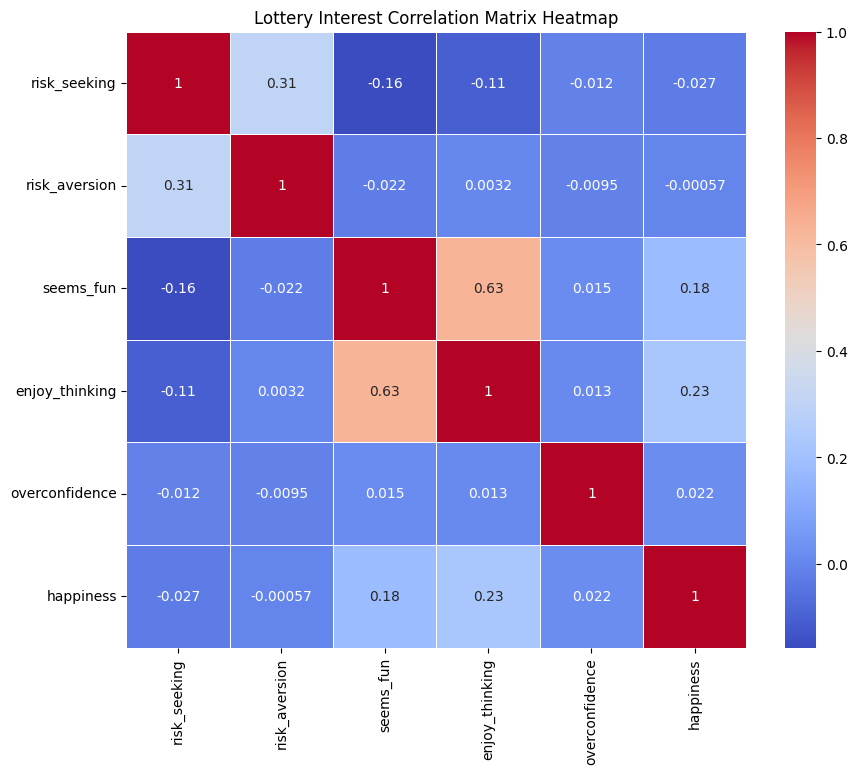 Lottery Interest Correlation Matrix Heatmap
risk_seeking 1 0.31 -0.16 -0.11 -0.012 -0.027
risk_aversion 0.31 1 -0.022 0.0032 -0.0095 -0.00057
seems_fun -0.16 -0.022 1 0.63 0.015 0.18
enjoy_thinking -0.11 0.0032 0.63 1 0.013 0.23
overconfidence -0.012 -0.0095 0.015 0.013 1 0.022
happiness -0.027 -0.00057 0.18 0.23 0.022 1
risk_seeking
risk_aversion
seems_fun
enjoy_thinking
overconfidence
happiness
1.0
0.8
0.6
0.4
0.2
0.0